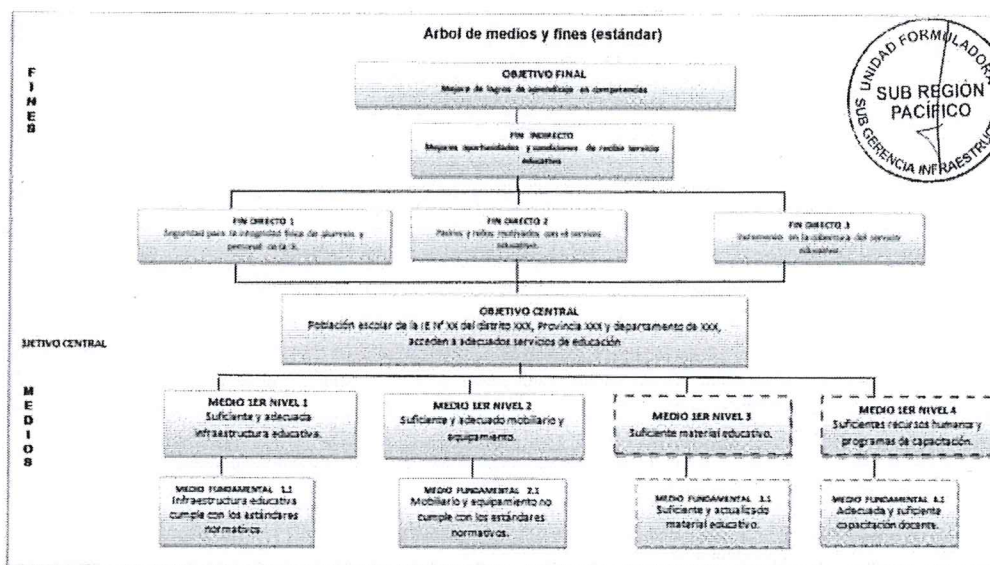 Arbol de medios y fines (estándar)
FINES
OBJETIVO FINAL
Mejora de logros de aprendizaje en competencias
FIN INDIRECTO
Mejores oportunidades y condiciones de recibir servicio
educativo
FIN DIRECTO 1
Seguridad para la integridad física de alumnos y
personal de la IE.
FIN DIRECTO 2
Padres y niños motivados con el servicio
educativo.
FIN DIRECTO 3
Incremento en la cobertura del servicio
educativo.
OBJETIVO CENTRAL
Población escolar de la IE Nº XX del distrito XXX, Provincia XXX y departamento de XXX,
acceden a adecuados servicios de educación
JETIVO CENTRAL
MEDIOS
MEDIO 1ER NIVEL 1
Suficiente y adecuada
infraestructura educativa.
MEDIO 1ER NIVEL 2
Suficiente y adecuado mobiliario y
equipamiento.
MEDIO 1ER NIVEL 3
Suficiente material educativo.
MEDIO 1ER NIVEL 4
Suficientes recursos humana y
programas de capacitación.
MEDIO FUNDAMENTAL 1.1
Infraestructura educativa
cumple con los estándares
normativos.
MEDIO FUNDAMENTAL 2.1
Mobiliario y equipamiento no
cumple con los estándares
normativos.
MEDIO FUNDAMENTAL 3.1
Suficiente y actualizado
material educativo.
MEDIO FUNDAMENTAL 4.1
Adecuada y suficiente
capacitación docente.
UNIDAD FORMULADORA
SUB REGIÓN
PACÍFICO
SUB GERENCIA INFRAESTRUC